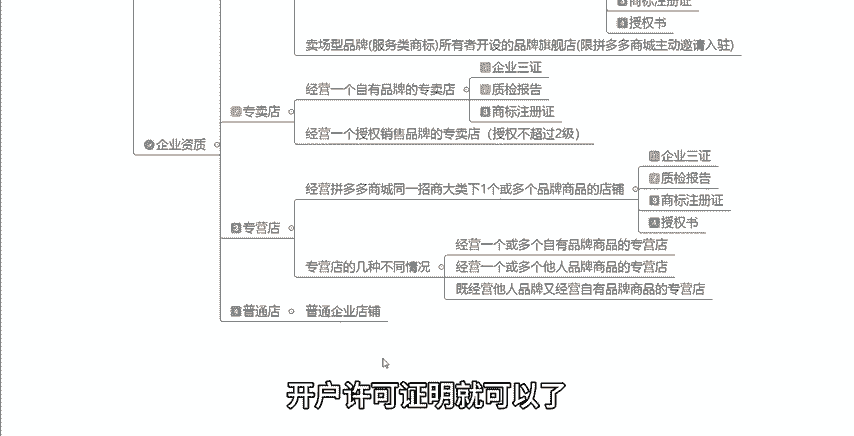 商标注册证
授权书
卖场型品牌(服务类商标)所有者开设的品牌旗舰店(限拼多多商城主动邀请入驻)
企业三证
经营一个自有品牌的专卖店
质检报告
专卖店
商标注册证
经营一个授权销售品牌的专卖店（授权不超过2级）
企业资质
企业三证
质检报告
经营拼多多商城同一招商大类下1个或多个品牌商品的店铺
商标注册证
授权书
专营店
经营一个或多个自有品牌商品的专营店
专营店的几种不同情况
经营一个或多个他人品牌商品的专营店
既经营他人品牌又经营自有品牌商品的专营店
普通店
普通企业店铺
开户许可证明就可以了